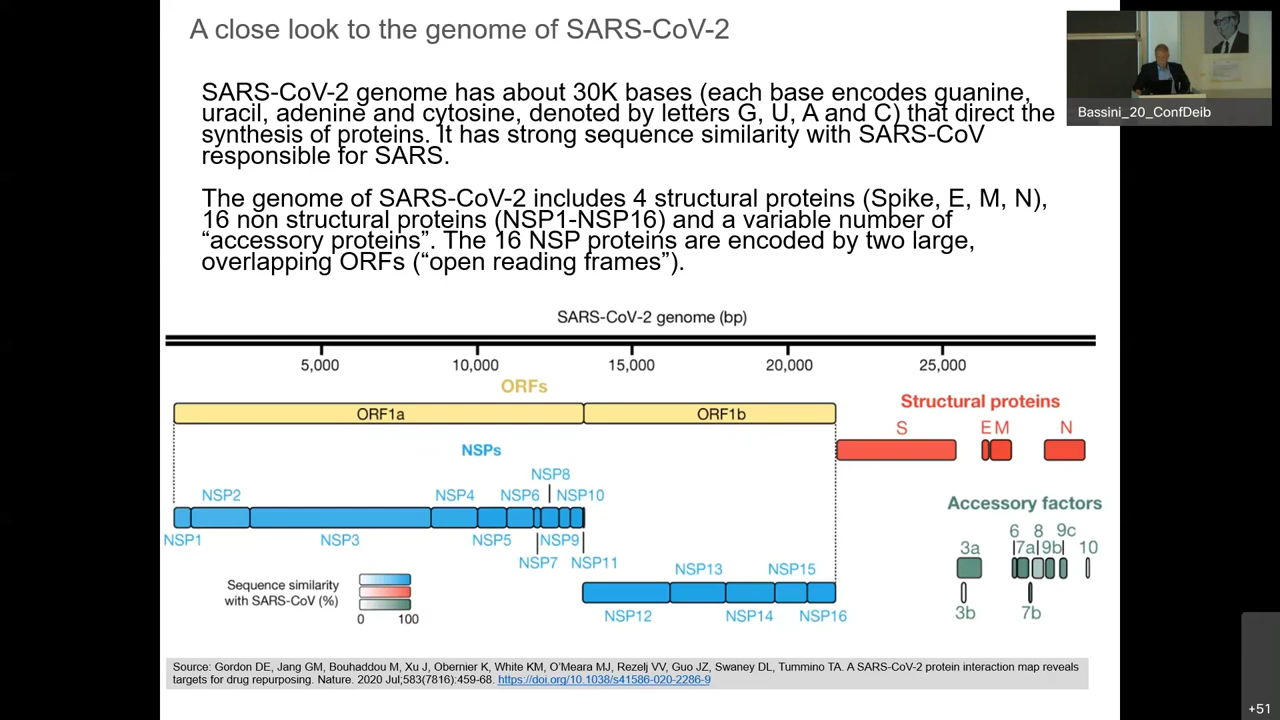 A close look to the genome of SARS-CoV-2
Bassini_20_ConfDeib
SARS-CoV-2 genome has about 30K bases (each base encodes guanine,
uracil, adenine and cytosine, denoted by letters G, U, A and C) that direct the
synthesis of proteins. It has strong sequence similarity with SARS-CoV
responsible for SARS.
The genome of SARS-CoV-2 includes 4 structural proteins (Spike, E, M, N),
16 non structural proteins (NSP1-NSP16) and a variable number of
“accessory proteins”. The 16 NSP proteins are encoded by two large,
overlapping ORFs (“open reading frames”).
SARS-CoV-2 genome (bp)
5,000 10,000 15,000 20,000 25,000
ORFs
ORF1a ORF1b
Structural proteins
S E M N
NSPs
NSP8
NSP2 NSP4 NSP6 NSP10
NSP1 NSP3 NSP5 NSP9
NSP7 NSP11
Accessory factors
6 8 9c
3a 7a 9b 10
3b 7b
NSP13 NSP15
NSP12 NSP14 NSP16
Sequence similarity
with SARS-CoV (%)
0 100
Source: Gordon DE, Jang GM, Bouhaddou M, Xu J, Obernier K, White KM, O’Meara MJ, Rezelj VV, Guo JZ, Swaney DL, Tummino TA. A SARS-CoV-2 protein interaction map reveals
targets for drug repurposing. Nature. 2020 Jul;583(7816):459-68. https://doi.org/10.1038/s41586-020-2286-9
+51